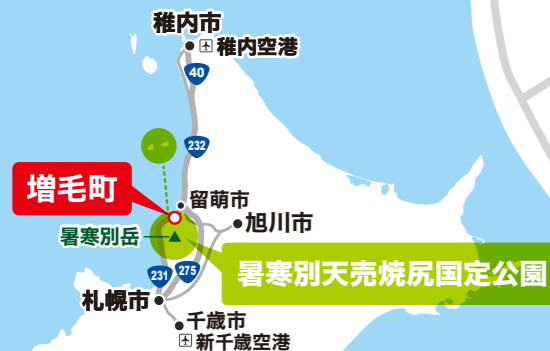 稚内市
稚内空港
40
232
増毛町
留萌市
旭川市
暑寒別岳
暑寒別天売焼尻国定公園
231
275
札幌市
千歳市
新千歳空港